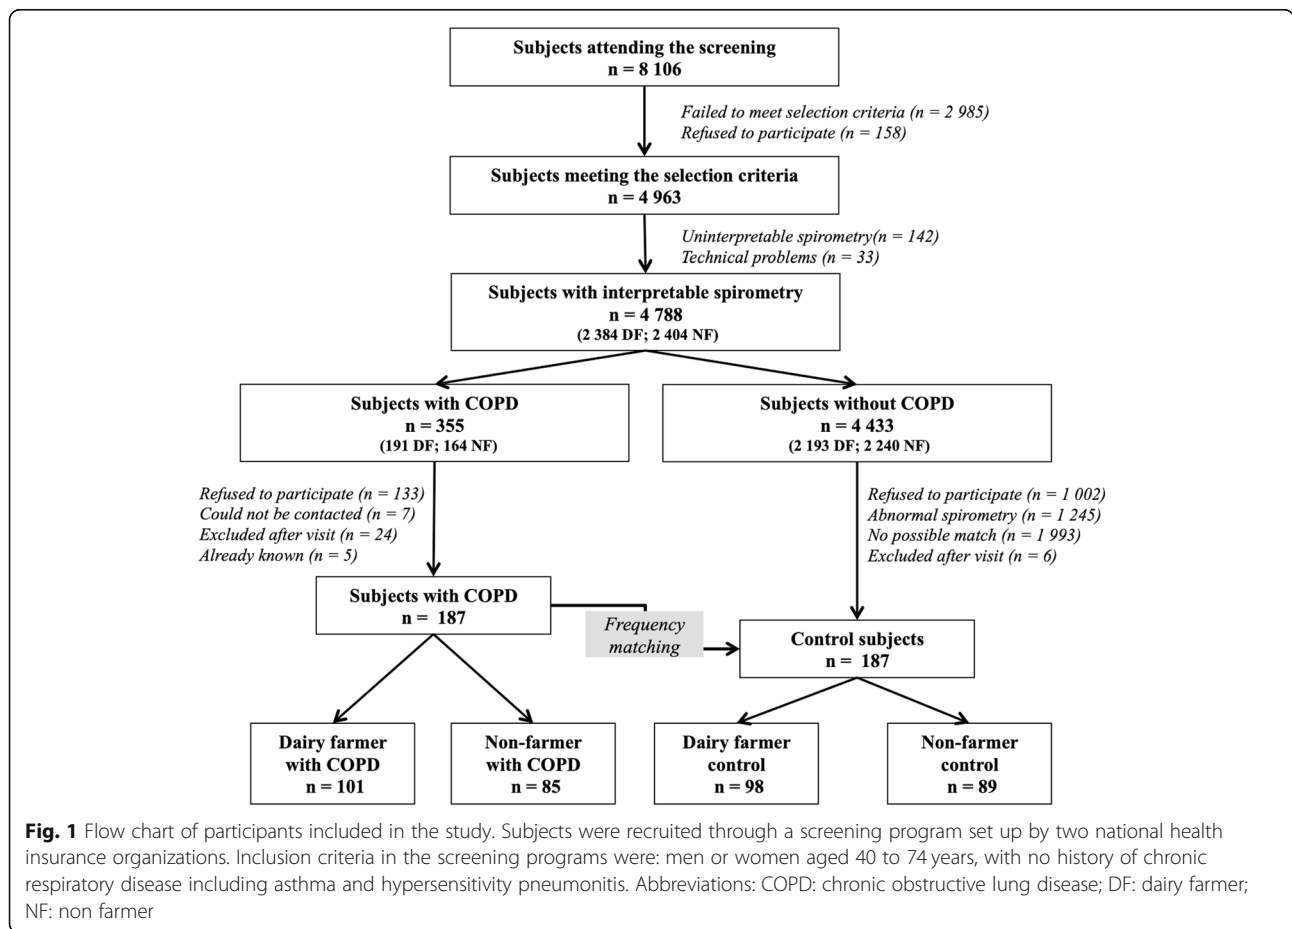 Subjects attending the screening
n = 8 106
Failed to meet selection criteria (n = 2 985)
Refused to participate (n = 158)
Subjects meeting the selection criteria
n = 4 963
Uninterpretable spirometry(n = 142)
Technical problems (n = 33)
Subjects with interpretable spirometry
n = 4 788
(2 384 DF; 2 404 NF)
Subjects with COPD
n = 355
(191 DF; 164 NF)
Subjects without COPD
n = 4 433
(2 193 DF; 2 240 NF)
Refused to participate (n = 133)
Could not be contacted (n = 7)
Excluded after visit (n = 24)
Already known (n = 5)
Refused to participate (n = 1 002)
Abnormal spirometry (n = 1 245)
No possible match (n = 1 993)
Excluded after visit (n = 6)
Subjects with COPD
n = 187
Frequency
matching
Control subjects
n = 187
Dairy farmer
with COPD
n = 101
Non-farmer
with COPD
n = 85
Dairy farmer
control
n = 98
Non-farmer
control
n = 89
Fig. 1 Flow chart of participants included in the study. Subjects were recruited through a screening program set up by two national health
insurance organizations. Inclusion criteria in the screening programs were: men or women aged 40 to 74 years, with no history of chronic
respiratory disease including asthma and hypersensitivity pneumonitis. Abbreviations: COPD: chronic obstructive lung disease; DF: dairy farmer;
NF: non farmer